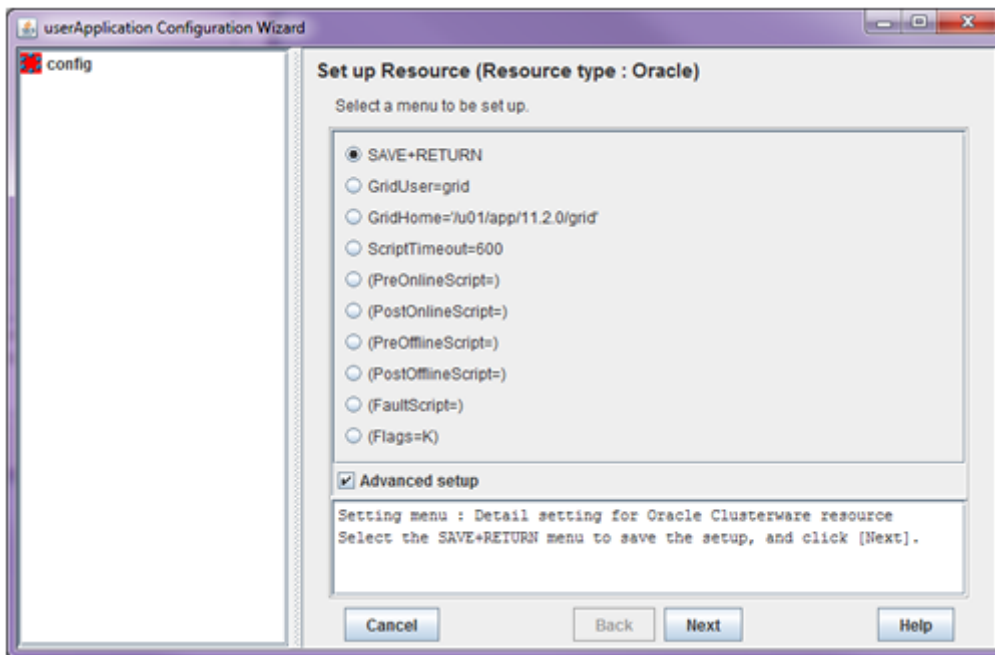 userApplication Configuration Wizard
config
Set up Resource (Resource type : Oracle)
Select a menu to be set up.
SAVE+RETURN
GridUser=grid
GridHome='/u01/app/11.2.0/grid'
ScriptTimeout=600
(PreOnlineScript=)
(PostOnlineScript=)
(PreOfflineScript=)
(PostOfflineScript=)
(FaultScript=)
(Flags=K)
Advanced setup
Setting menu : Detail setting for Oracle Clusterware resource
Select the SAVE+RETURN menu to save the setup, and click [Next].
Cancel
Back
Next
Help